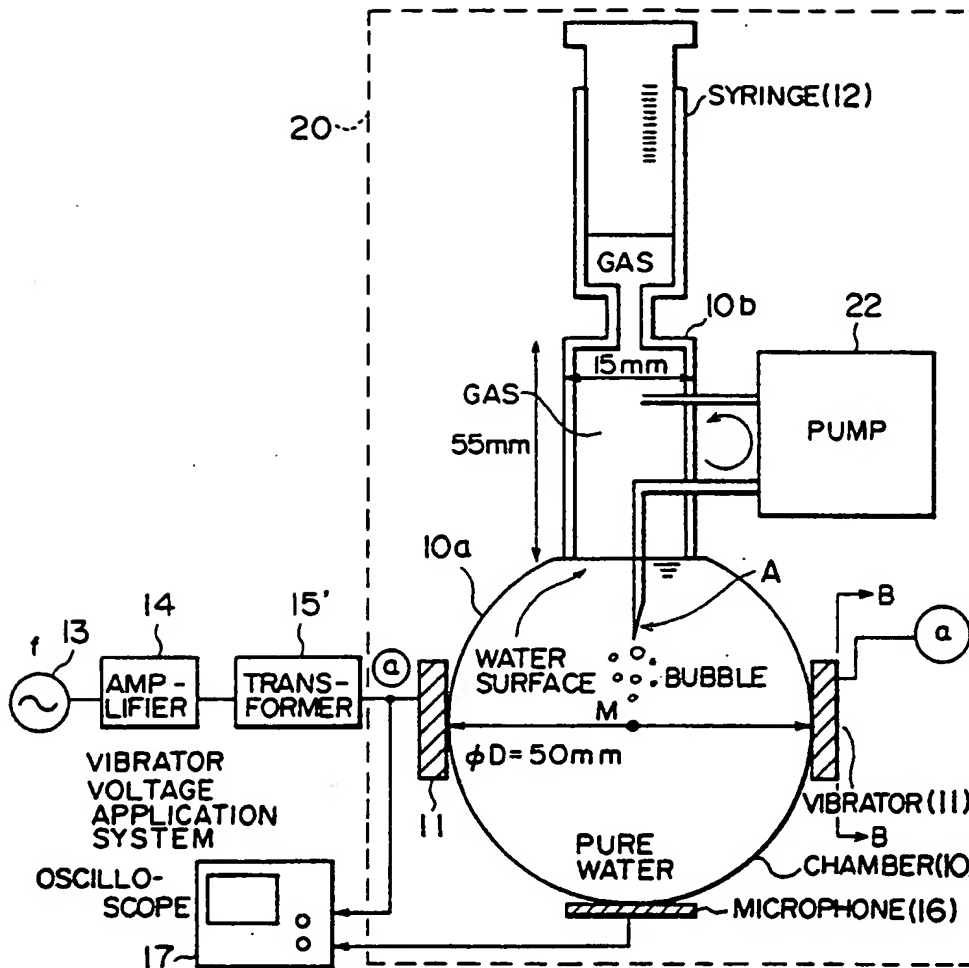 SYRINGE(12)
20
GAS
10b
22
15mm
GAS
55mm
PUMP
10a
A
B
a
f
13
14
15'
a
AMP-
LIFIER
TRANS-
FORMER
WATER
SURFACE
BUBBLE
M
φD=50mm
VIBRATOR
VOLTAGE
APPLICATION
SYSTEM
11
VIBRATOR(11)
B
PURE
WATER
CHAMBER(10
OSCILLO-
SCOPE
MICROPHONE(16)
17